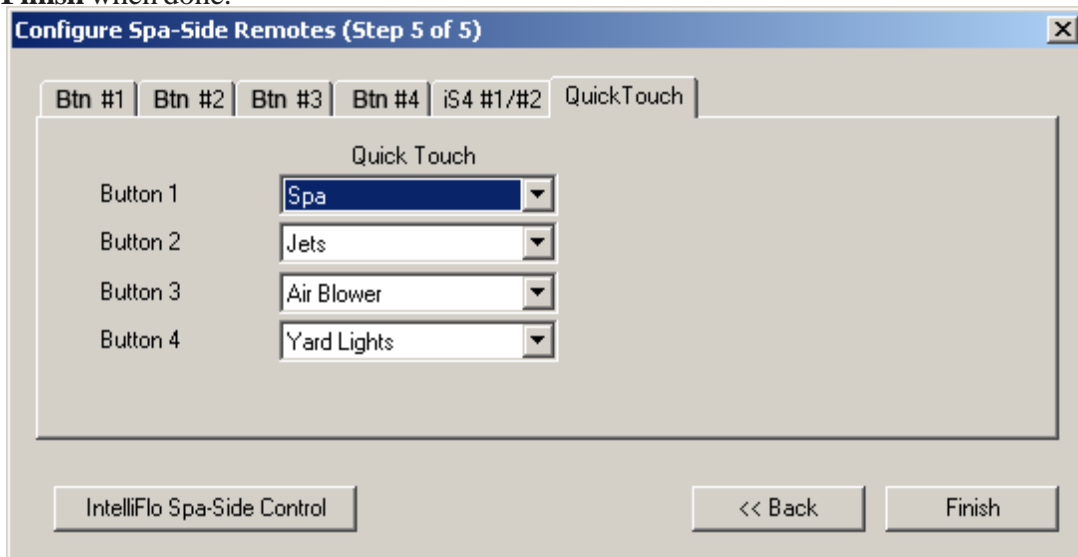 Finish when done.
Configure Spa-Side Remotes (Step 5 of 5)
Btn #1 Btn #2 Btn #3 Btn #4 iS4 #1/#2 QuickTouch
Quick Touch
Button 1 Spa
Button 2 Jets
Button 3 Air Blower
Button 4 Yard Lights
IntelliFlo Spa-Side Control << Back Finish